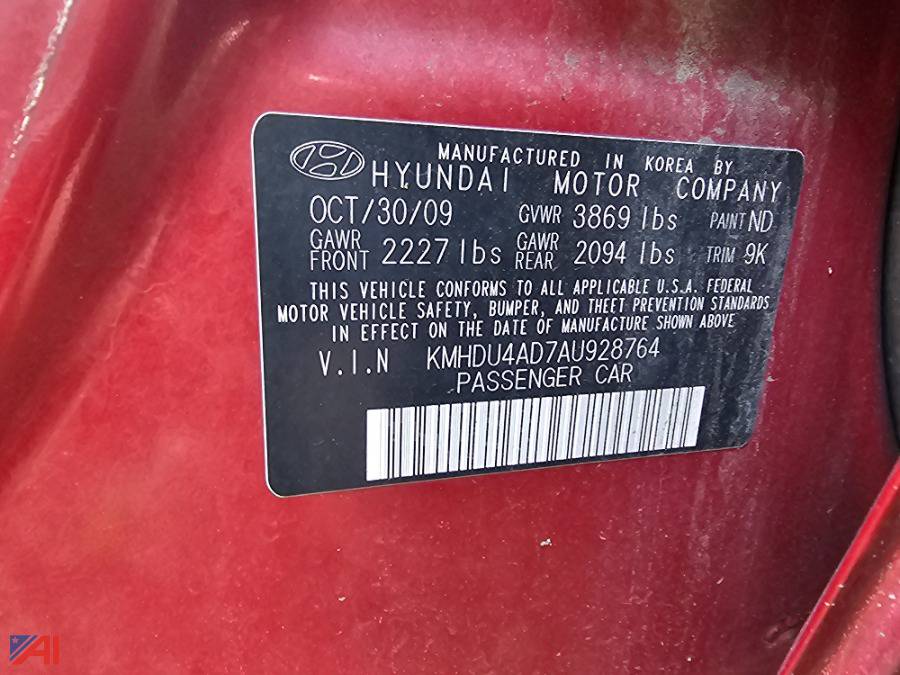 MANUFACTURED IN KOREA BY
HYUNDAI MOTOR COMPANY
OCT/30/09 GVWR 3869 lbs PAINT ND
GAWR FRONT 2227 lbs GAWR REAR 2094 lbs TRIM 9K
THIS VEHICLE CONFORMS TO ALL APPLICABLE U.S.A. FEDERAL
MOTOR VEHICLE SAFETY, BUMPER, AND THEFT PREVENTION STANDARDS
IN EFFECT ON THE DATE OF MANUFACTURE SHOWN ABOVE
V.I.N KMHDU4AD7AU928764
PASSENGER CAR
AI